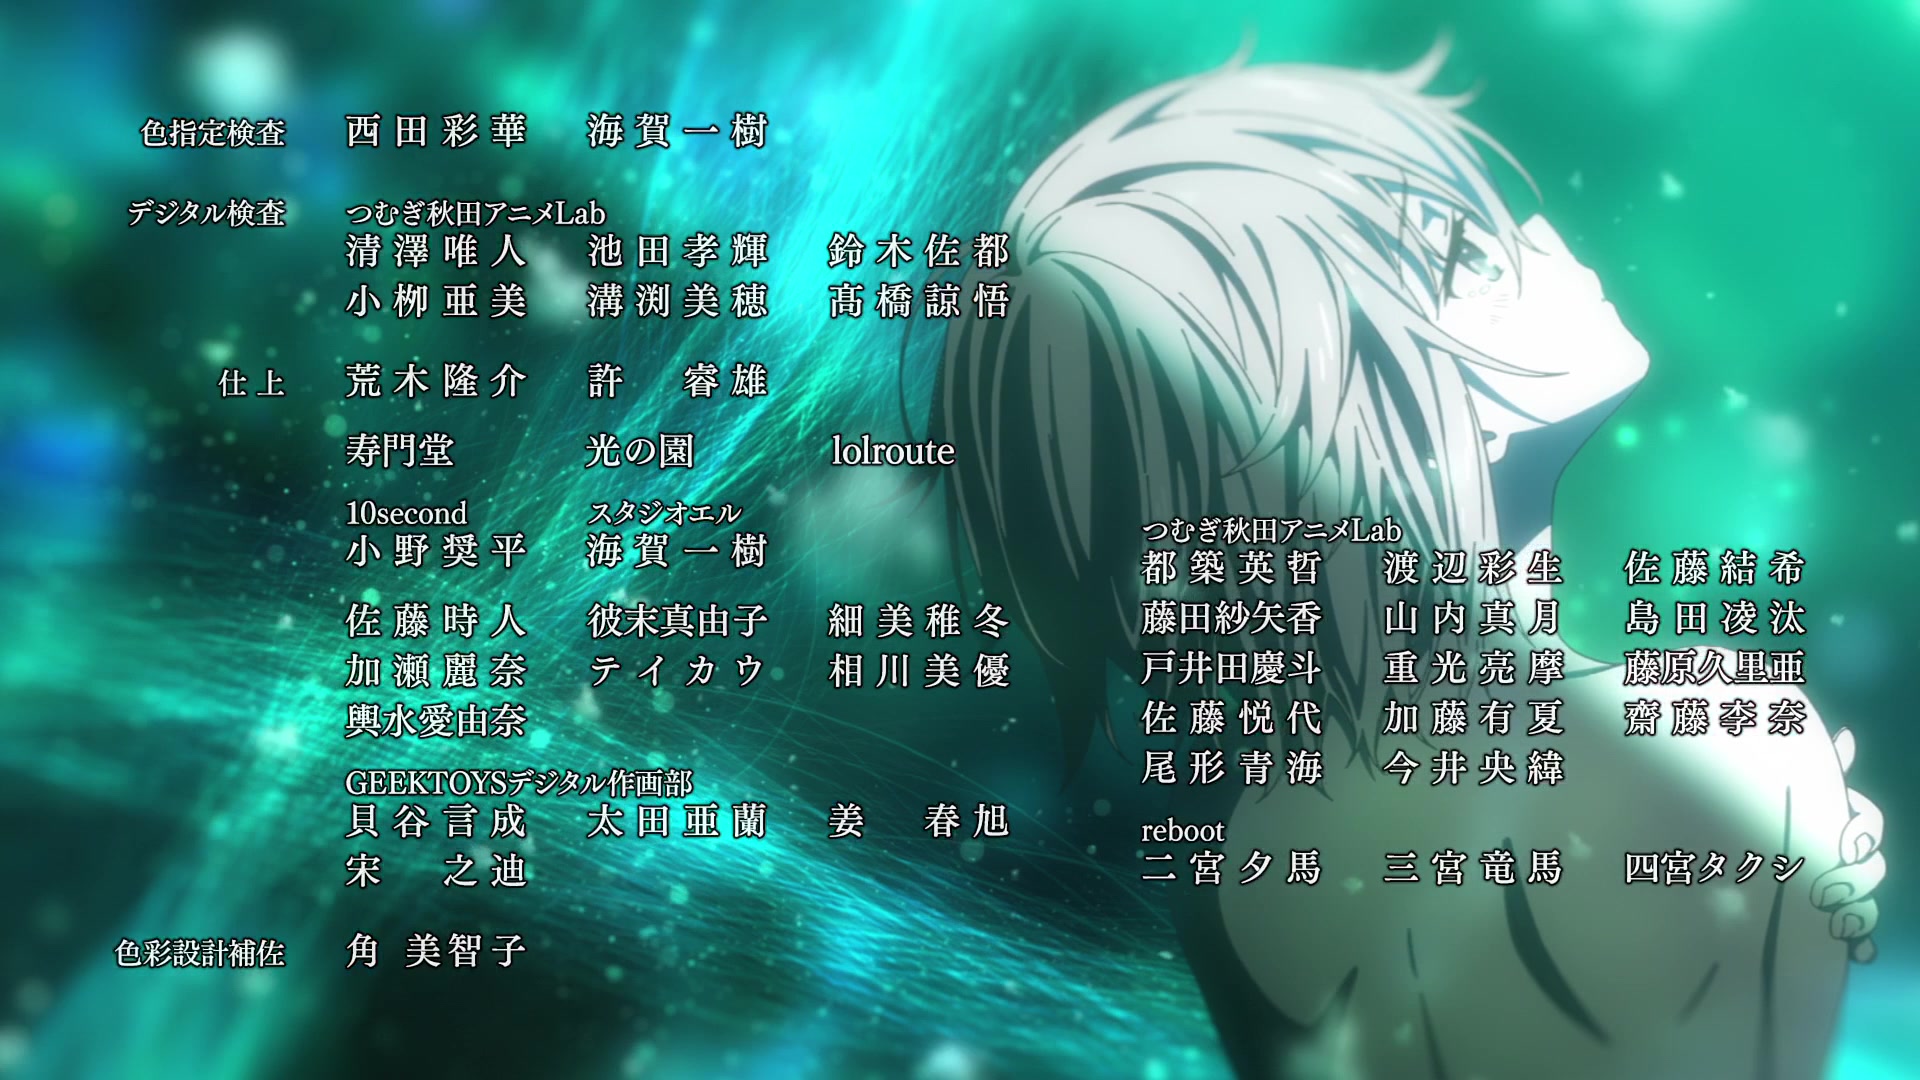 色指定検査 西田彩華 海賀一樹
デジタル検査 つむぎ秋田アニメLab
清澤唯人 池田孝輝 鈴木佐都
小栁亜美 溝渕美穂 髙橋諒悟
仕上 荒木隆介 許 睿雄
寿門堂 光の園 lolroute
10second スタジオエル
小野奨平 海賀一樹
佐藤時人 彼末真由子 細美稚冬
加瀬麗奈 テイカウ 相川美優
輿水愛由奈
GEEKTOYSデジタル作画部
貝谷言成 太田亜蘭 姜 春旭
宋 之迪
色彩設計補佐 角 美智子
つむぎ秋田アニメLab
都築英哲 渡辺彩生 佐藤結希
藤田紗矢香 山内真月 島田凌汰
戸井田慶斗 重光亮摩 藤原久里亜
佐藤悦代 加藤有夏 齋藤李奈
尾形青海 今井央緯
reboot
二宮夕馬 三宮竜馬 四宮タクシ